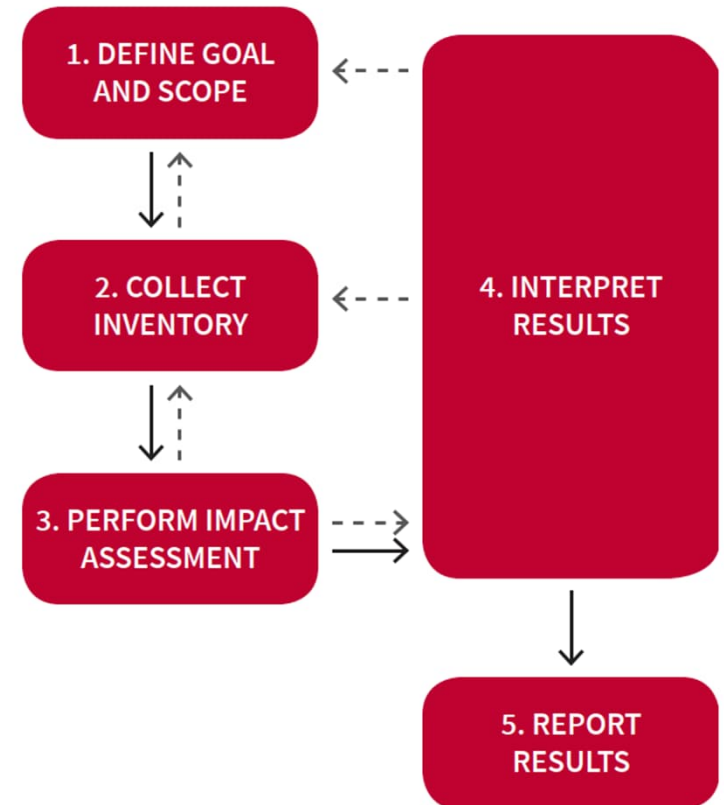 1. DEFINE GOAL
AND SCOPE
2. COLLECT
INVENTORY
3. PERFORM IMPACT
ASSESSMENT
4. INTERPRET
RESULTS
5. REPORT
RESULTS